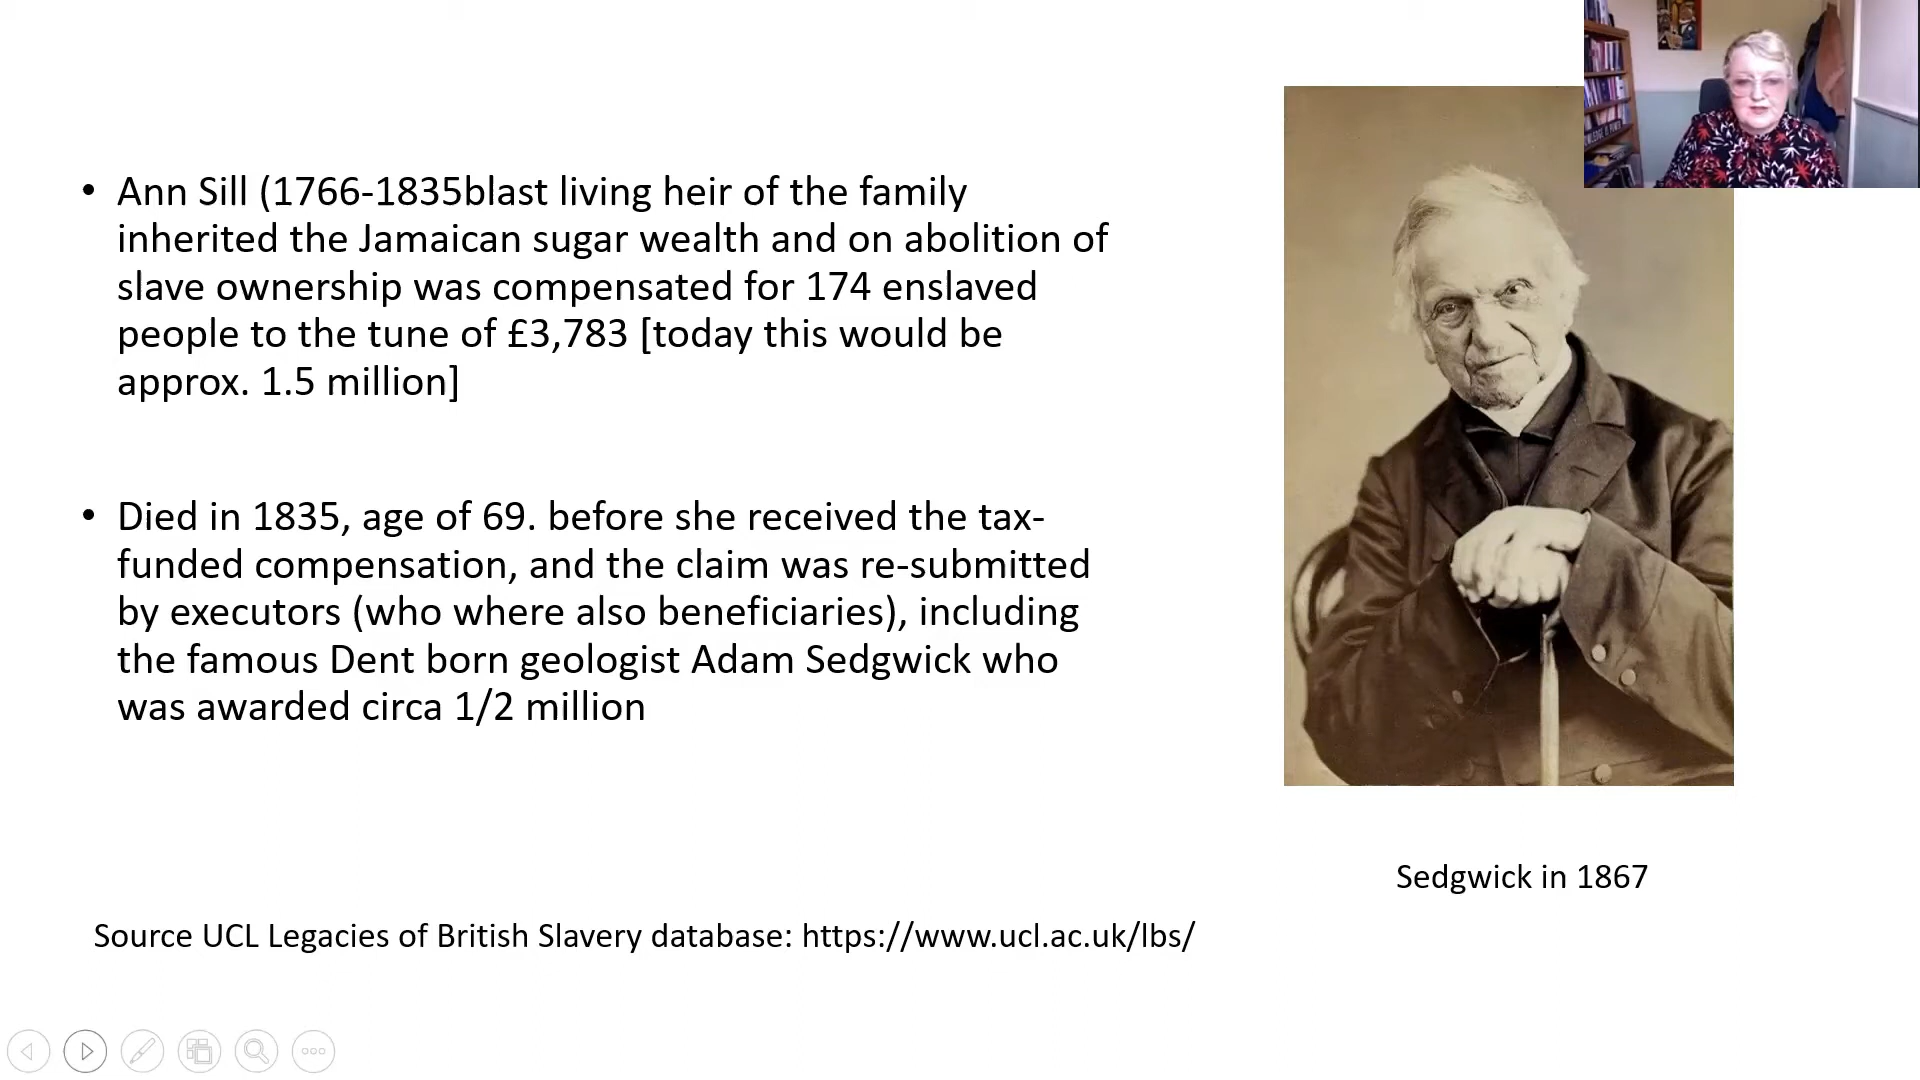 • Ann Sill (1766-1835blast living heir of the family
inherited the Jamaican sugar wealth and on abolition of
slave ownership was compensated for 174 enslaved
people to the tune of £3,783 [today this would be
approx. 1.5 million]
• Died in 1835, age of 69. before she received the tax-
funded compensation, and the claim was re-submitted
by executors (who where also beneficiaries), including
the famous Dent born geologist Adam Sedgwick who
was awarded circa 1/2 million
Sedgwick in 1867
Source UCL Legacies of British Slavery database: https://www.ucl.ac.uk/lbs/